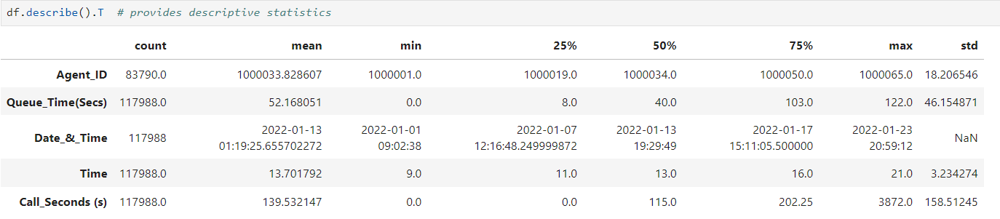 df.describe().T # provides descriptive statistics
count mean min 25% 50% 75% max std
Agent_ID 83790.0 1000033.828607 1000001.0 1000019.0 1000034.0 1000050.0 1000065.0 18.206546
Queue_Time(Secs) 117988.0 52.168051 0.0 8.0 40.0 103.0 122.0 46.154871
2022-01-13 2022-01-01 2022-01-07 2022-01-13 2022-01-17 2022-01-23
Date_&_Time 117988 NaN
01:19:25.655702272 09:02:38 12:16:48.249999872 19:29:49 15:11:05.500000 20:59:12
Time 117988.0 13.701792 9.0 11.0 13.0 16.0 21.0 3.234274
Call_Seconds (s) 117988.0 139.532147 0.0 0.0 115.0 202.25 3872.0 158.51245